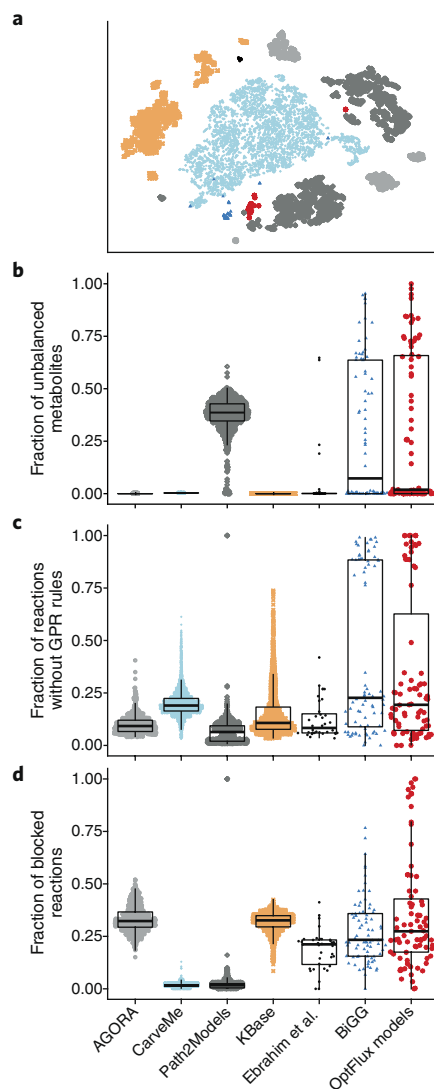 a
b
1.00
0.75
0.50
0.25
0.00
Fraction of unbalanced
metabolites
c
1.00
0.75
0.50
0.25
0.00
Fraction of reactions
without GPR rules
d
1.00
0.75
0.50
0.25
0.00
Fraction of blocked
reactions
AGORA
CarveMe
Path2Models
KBase
Ebrahim et al.
BiGG
OptFlux models